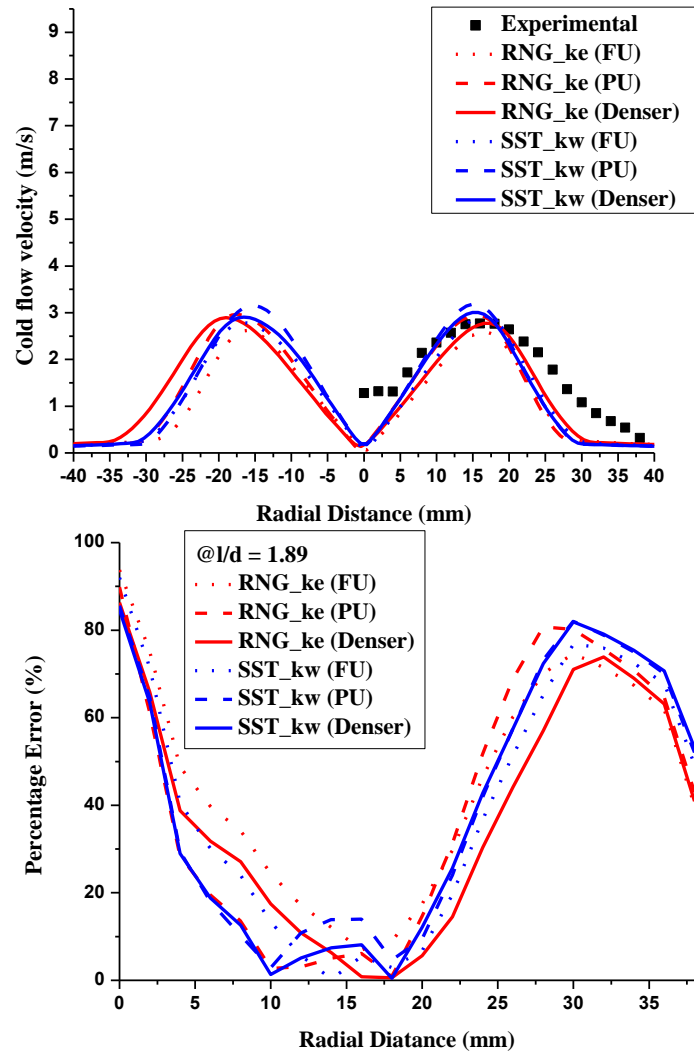 9
8
7
6
5
4
3
2
1
0
Cold flow velocity (m/s)
Experimental
RNG_ke (FU)
RNG_ke (PU)
RNG_ke (Denser)
SST_kw (FU)
SST_kw (PU)
SST_kw (Denser)
-40 -35 -30 -25 -20 -15 -10 -5 0 5 10 15 20 25 30 35 40
Radial Distance (mm)
100
80
60
40
20
0
Percentage Error (%)
@l/d = 1.89
RNG_ke (FU)
RNG_ke (PU)
RNG_ke (Denser)
SST_kw (FU)
SST_kw (PU)
SST_kw (Denser)
0 5 10 15 20 25 30 35
Radial Diatance (mm)